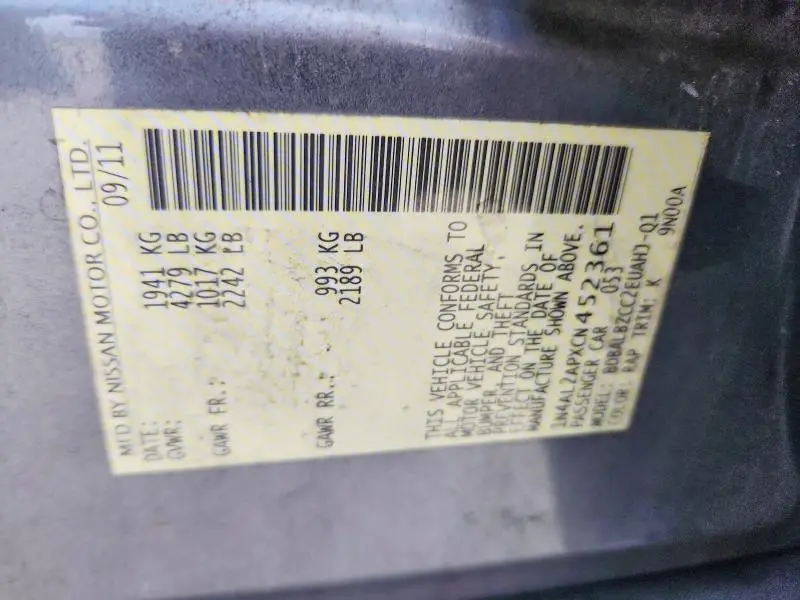 MFD BY NISSAN MOTOR CO., LTD.
DATE: 09/11
GVWR: 1941 KG
4279 LB
GAWR FR.: 1017 KG
2242 LB
GAWR RR.: 993 KG
2189 LB
THIS VEHICLE CONFORMS TO
ALL APPLICABLE FEDERAL
MOTOR VEHICLE SAFETY,
BUMPER, AND THEFT
PREVENTION STANDARDS IN
EFFECT ON THE DATE OF
MANUFACTURE SHOWN ABOVE.
1N4AL2APXCN452361
PASSENGER CAR 053
MODEL: BDBALBZCC2EUAHJ-Q1
COLOR: RAP TRIM: K 9N00A